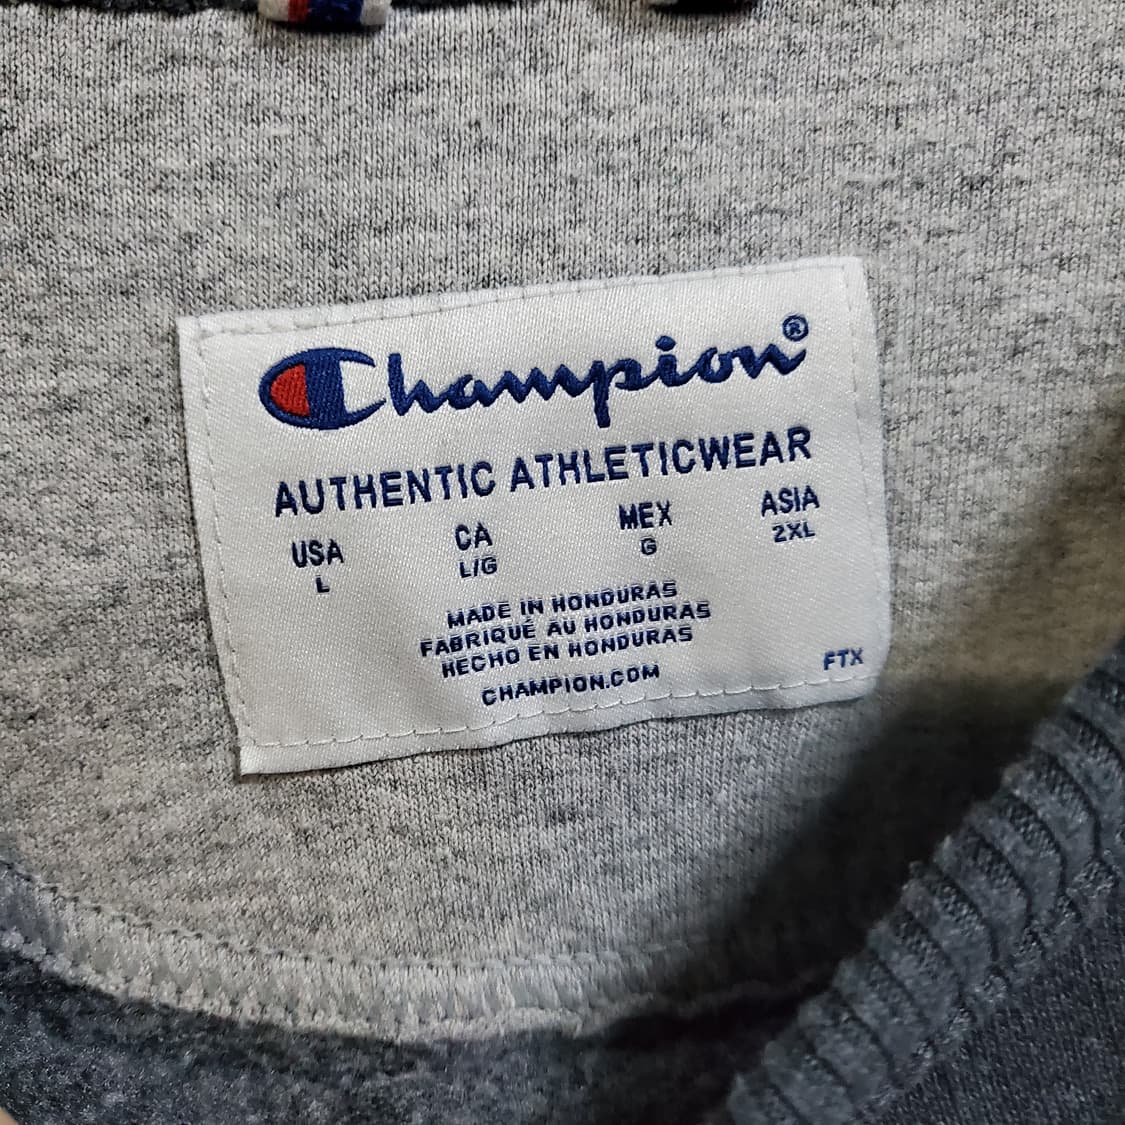 Champion®
AUTHENTIC ATHLETICWEAR
USA CA MEX ASIA
L L/G G 2XL
MADE IN HONDURAS
FABRIQUÉ AU HONDURAS
HECHO EN HONDURAS
CHAMPION.COM
FTX